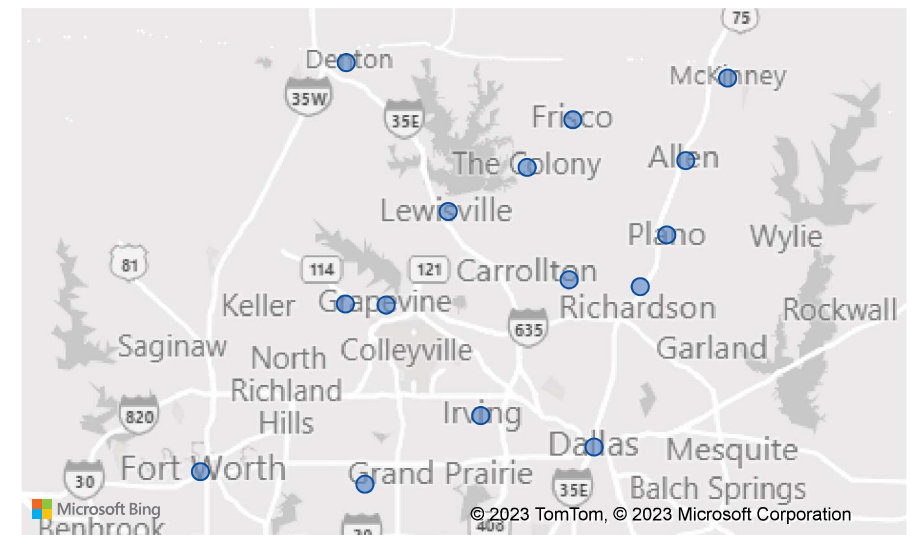 75
Denton
McKinney
35W
35E
Frisco
The Colony
Allen
Lewisville
Plano
Wylie
81
114
121
Carrollton
Keller
Grapevine
Richardson
Rockwall
635
Saginaw
Colleyville
Garland
North
Richland
Hills
820
Irving
Dallas
Mesquite
Fort Worth
Grand Prairie
30
35E
Balch Springs
Microsoft Bing
© 2023 TomTom, © 2023 Microsoft Corporation
Benbrook
20
408